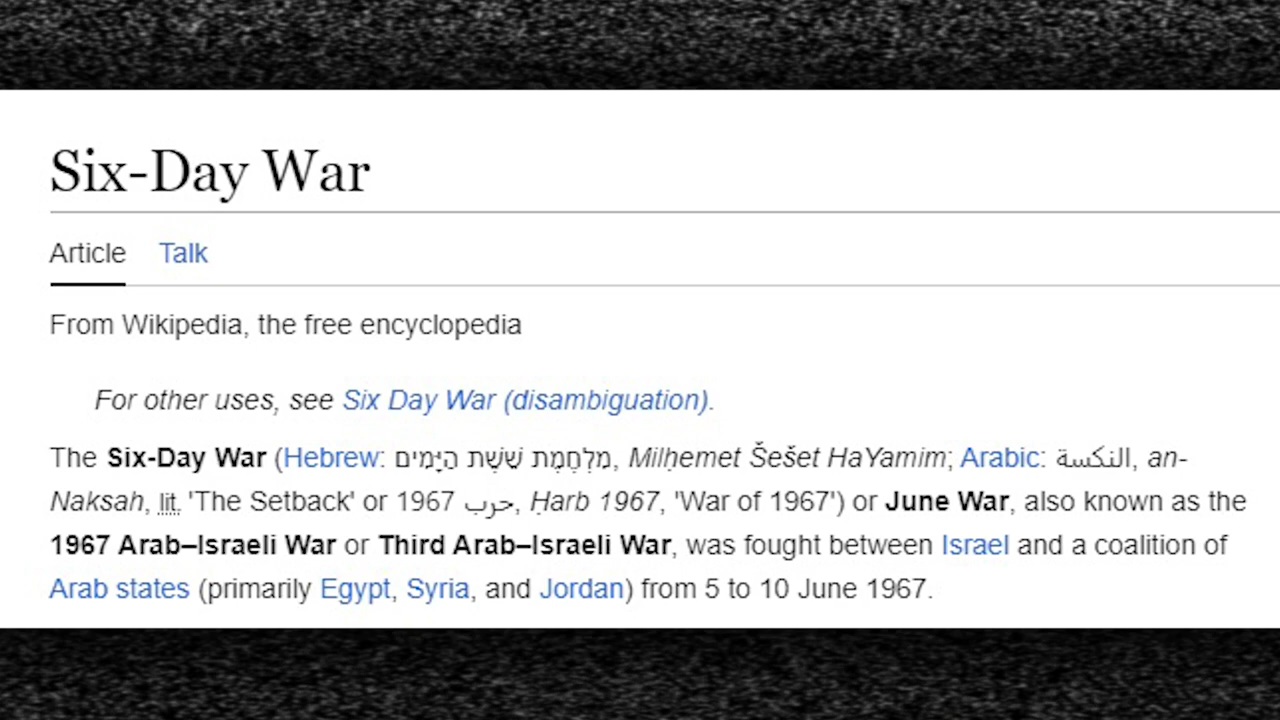 Six-Day War
Article Talk
From Wikipedia, the free encyclopedia
For other uses, see Six Day War (disambiguation).
The Six-Day War (Hebrew: מִלְחֶמֶת שֵׁשֶׁת הַיָּמִים, Milḥemet Šešet HaYamim; Arabic: النكسة, an-
Naksah, lit. 'The Setback' or 1967 حرب, Ḥarb 1967, 'War of 1967') or June War, also known as the
1967 Arab–Israeli War or Third Arab–Israeli War, was fought between Israel and a coalition of
Arab states (primarily Egypt, Syria, and Jordan) from 5 to 10 June 1967.